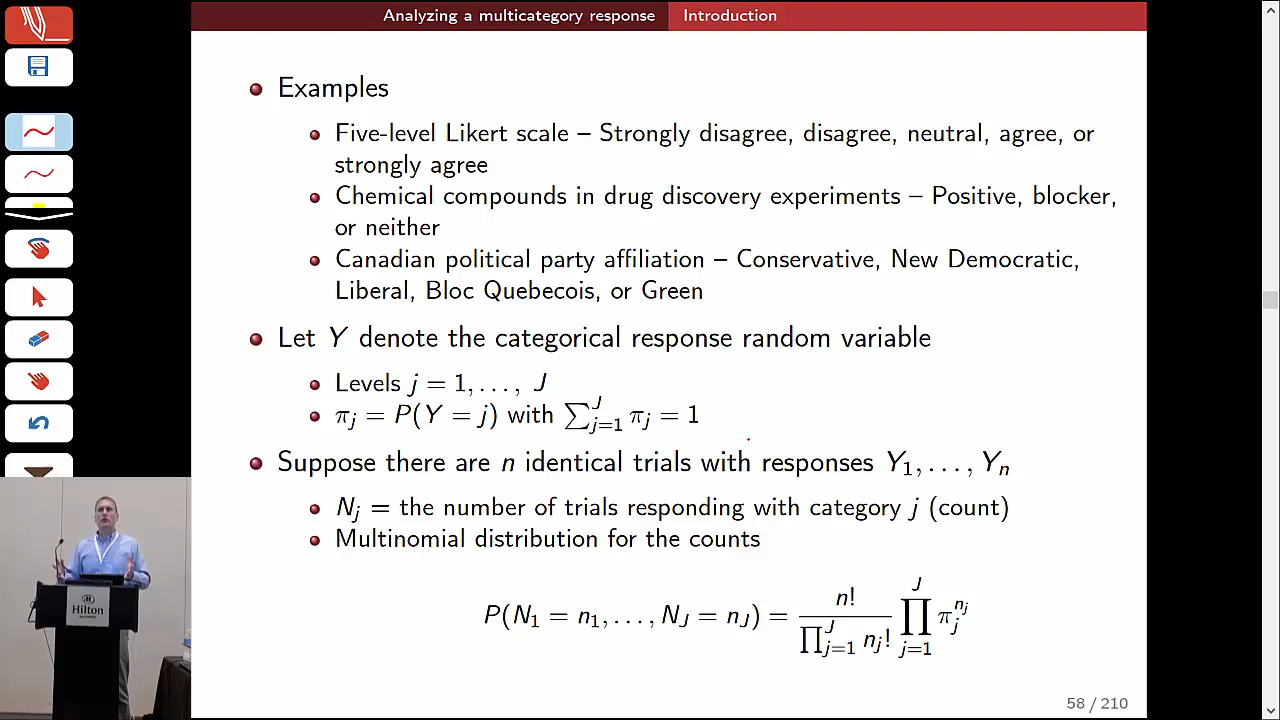 Analyzing a multicategory response Introduction
Examples
Five-level Likert scale – Strongly disagree, disagree, neutral, agree, or
strongly agree
Chemical compounds in drug discovery experiments – Positive, blocker,
or neither
Canadian political party affiliation – Conservative, New Democratic,
Liberal, Bloc Quebecois, or Green
Let Y denote the categorical response random variable
Levels j = 1, . . . , J
π_j = P(Y = j) with ∑_{j=1}^{J} π_j = 1
Suppose there are n identical trials with responses Y_1, . . . , Y_n
N_j = the number of trials responding with category j (count)
Multinomial distribution for the counts
P(N_1 = n_1, . . . , N_J = n_J) = \frac{n!}{∏_{j=1}^{J} n_j!} ∏_{j=1}^{J} π_j^{n_j}
58 / 210
Hilton